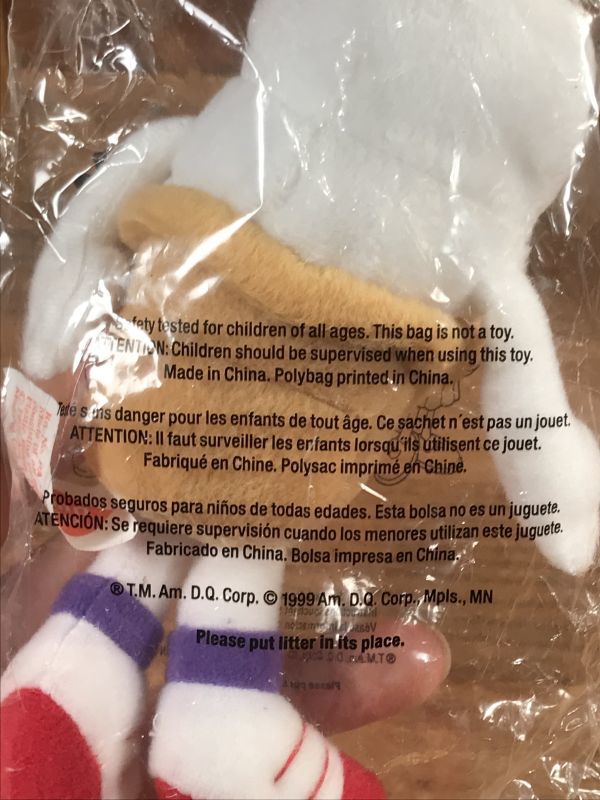 fety tested for children of all ages. This bag is not a toy.
TENTION: Children should be supervised when using this toy.
Made in China. Polybag printed in China.
danger pour les enfants de tout âge. Ce sachet n´est pas un jouet.
ATTENTION: Il faut surveiller les enfants lorsqu´ils utilisent ce jouet.
Fabriqué en Chine. Polysac imprimé en Chine.
Probados seguros para niños de todas edades. Esta bolsa no es un juguete.
ATENCIÓN: Se requiere supervisión cuando los menores utilizan este juguete.
Fabricado en China. Bolsa impresa en China.
® T.M. Am. D.Q. Corp. © 1999 Am. D.Q. Corp., Mpls., MN
Please put litter in its place.